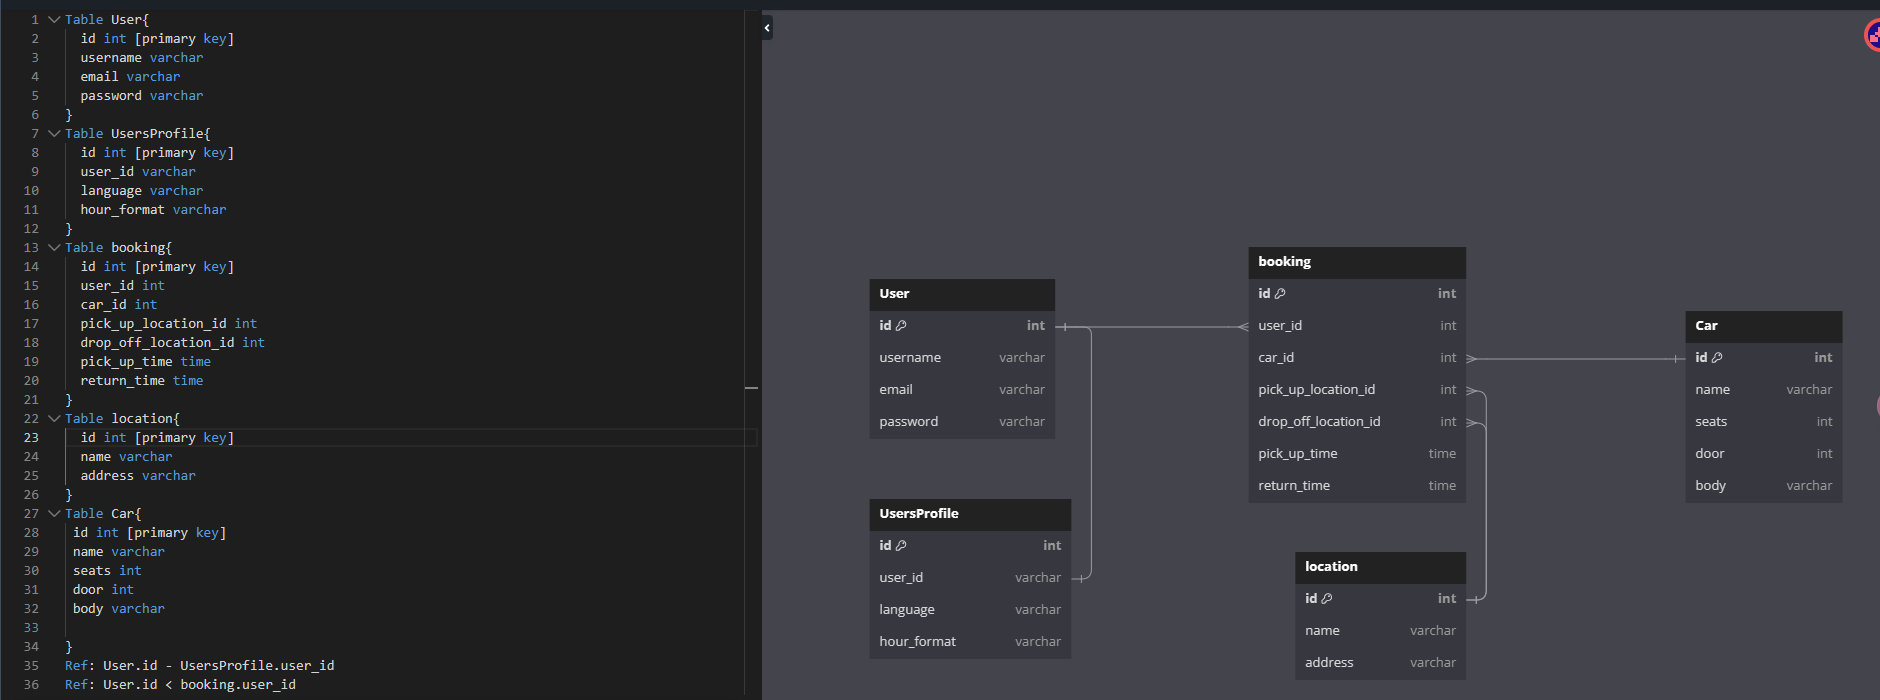 1 Table User{
2 id int [primary key]
3 username varchar
4 email varchar
5 password varchar
6 }
7 Table UsersProfile{
8 id int [primary key]
9 user_id varchar
10 language varchar
11 hour_format varchar
12 }
13 Table booking{
14 id int [primary key]
15 user_id int
16 car_id int
17 pick_up_location_id int
18 drop_off_location_id int
19 pick_up_time time
20 return_time time
21 }
22 Table location{
23 id int [primary key]
24 name varchar
25 address varchar
26 }
27 Table Car{
28 id int [primary key]
29 name varchar
30 seats int
31 door int
32 body varchar
33
34 }
35 Ref: User.id - UsersProfile.user_id
36 Ref: User.id < booking.user_id
User
id int
username varchar
email varchar
password varchar
UsersProfile
id int
user_id varchar
language varchar
hour_format varchar
booking
id int
user_id int
car_id int
pick_up_location_id int
drop_off_location_id int
pick_up_time time
return_time time
location
id int
name varchar
address varchar
Car
id int
name varchar
seats int
door int
body varchar